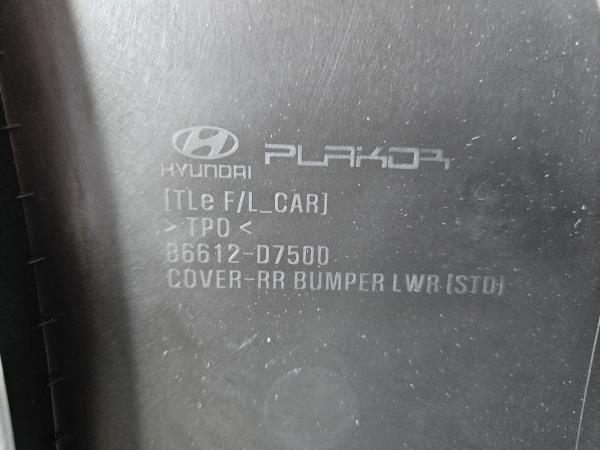 HYUNDAI PLAKOR
[TLe F/L_CAR]
>TPO<
86612-D7500
COVER-RR BUMPER LWR (STD)